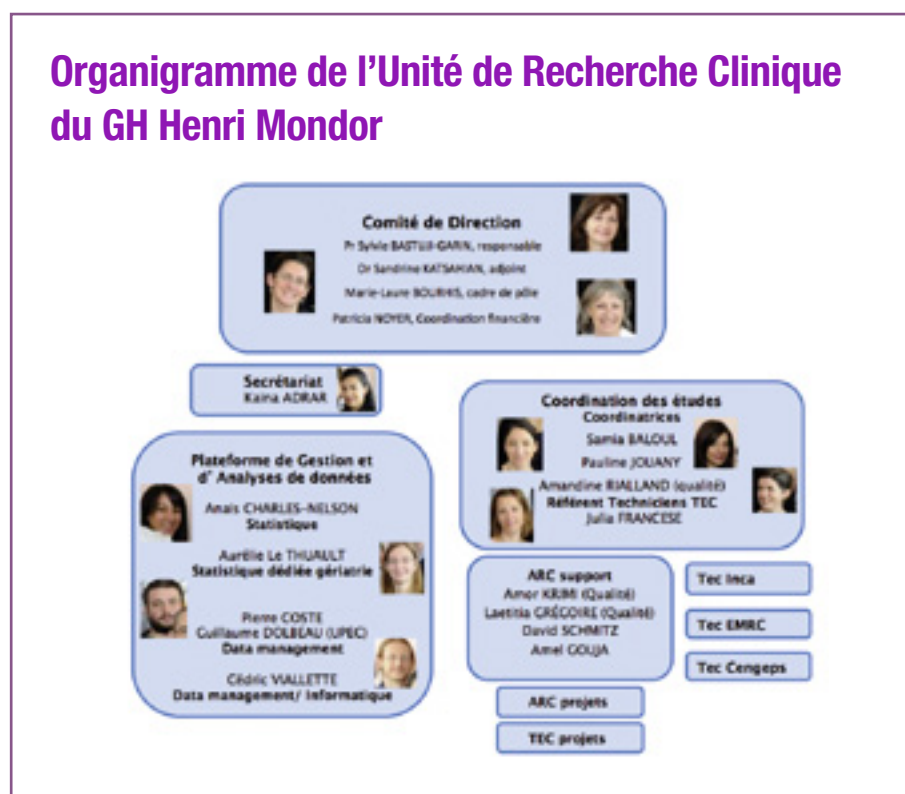 Organigramme de l'Unité de Recherche Clinique
du GH Henri Mondor
Comité de Direction
Pr Sylvie BASTUJI-GARIN, responsable
Dr Sandrine KATSAHIAN, adjoint
Marie-Laure BOURHIS, cadre de pôle
Patricia NOYER, Coordination financière
Secrétariat
Kaina ADRAR
Plateforme de Gestion et
d' Analyses de données
Anais CHARLES-NELSON
Statistique
Aurélie Le THUAULT
Statistique dédiée gériatrie
Pierre COSTE
Guillaume DOLBEAU (UPEC)
Data management
Cédric VIALLETTE
Data management/ Informatique
Coordination des études
Coordinatrices
Samia BALOUL
Pauline JOUANY
Amandine RIALLAND (qualité)
Référent Techniciens TEC
Julia FRANCESE
ARC support
Amor KRIMI (Qualité)
Laetitia GRÉGOIRE (Qualité)
David SCHMITZ
Amel GOUJA
Tec Inca
Tec EMRC
Tec Cengeps
ARC projets
TEC projets